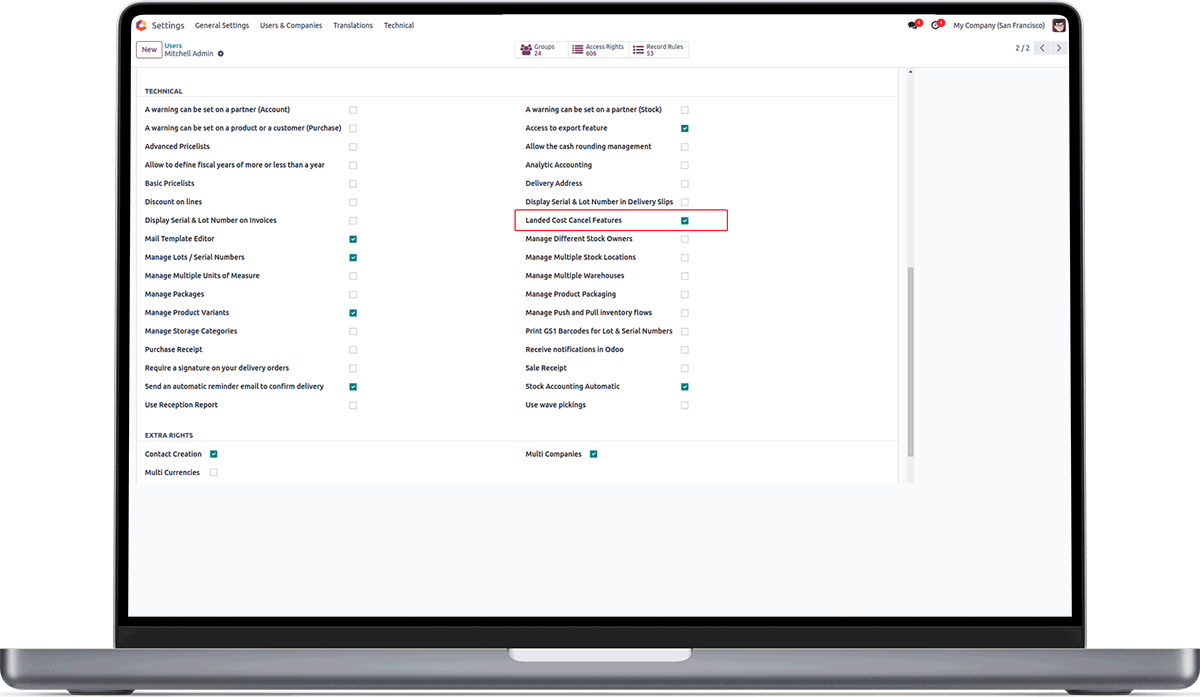 Settings General Settings Users & Companies Translations Technical 4 4 My Company (San Francisco)
New Users Groups Access Rights Record Rules
Mitchell Admin 24 606 53 2 / 2
TECHNICAL
A warning can be set on a partner (Account) A warning can be set on a partner (Stock)
A warning can be set on a product or a customer (Purchase) Access to export feature
Advanced Pricelists Allow the cash rounding management
Allow to define fiscal years of more or less than a year Analytic Accounting
Basic Pricelists Delivery Address
Discount on lines Display Serial & Lot Number in Delivery Slips
Display Serial & Lot Number on Invoices Landed Cost Cancel Features
Mail Template Editor Manage Different Stock Owners
Manage Lots / Serial Numbers Manage Multiple Stock Locations
Manage Multiple Units of Measure Manage Multiple Warehouses
Manage Packages Manage Product Packaging
Manage Product Variants Manage Push and Pull inventory flows
Manage Storage Categories Print GS1 Barcodes for Lot & Serial Numbers
Purchase Receipt Receive notifications in Odoo
Require a signature on your delivery orders Sale Receipt
Send an automatic reminder email to confirm delivery Stock Accounting Automatic
Use Reception Report Use wave pickings
EXTRA RIGHTS
Contact Creation Multi Companies
Multi Currencies